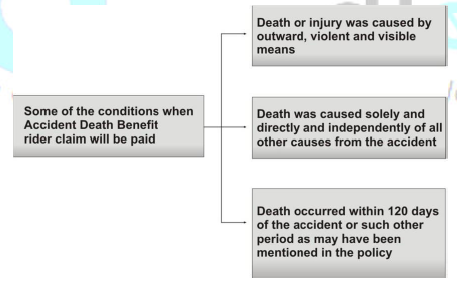 Death or injury was caused by
outward, violent and visible
means
Some of the conditions when
Accident Death Benefit
rider claim will be paid
Death was caused solely and
directly and independently of all
other causes from the accident
Death occurred within 120 days
of the accident or such other
period as may have been
mentioned in the policy